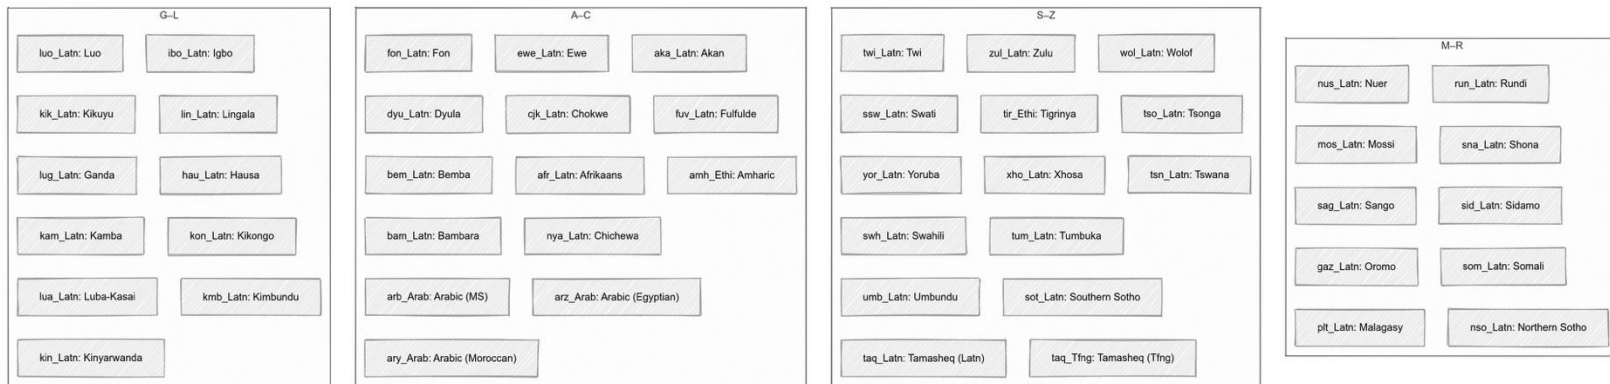 G–L
luo_Latn: Luo
ibo_Latn: Igbo
kik_Latn: Kikuyu
lin_Latn: Lingala
lug_Latn: Ganda
hau_Latn: Hausa
kam_Latn: Kamba
kon_Latn: Kikongo
lua_Latn: Luba-Kasai
kmb_Latn: Kimbundu
kin_Latn: Kinyarwanda
A–C
fon_Latn: Fon
ewe_Latn: Ewe
aka_Latn: Akan
dyu_Latn: Dyula
cjk_Latn: Chokwe
fuv_Latn: Fulfulde
bem_Latn: Bemba
afr_Latn: Afrikaans
amh_Ethi: Amharic
bam_Latn: Bambara
nya_Latn: Chichewa
arb_Arab: Arabic (MS)
arz_Arab: Arabic (Egyptian)
ary_Arab: Arabic (Moroccan)
S–Z
twi_Latn: Twi
zul_Latn: Zulu
wol_Latn: Wolof
ssw_Latn: Swati
tir_Ethi: Tigrinya
tso_Latn: Tsonga
yor_Latn: Yoruba
xho_Latn: Xhosa
tsn_Latn: Tswana
swh_Latn: Swahili
tum_Latn: Tumbuka
umb_Latn: Umbundu
sot_Latn: Southern Sotho
taq_Latn: Tamasheq (Latn)
taq_Tfng: Tamasheq (Tfng)
M–R
nus_Latn: Nuer
run_Latn: Rundi
mos_Latn: Mossi
sna_Latn: Shona
sag_Latn: Sango
sid_Latn: Sidamo
gaz_Latn: Oromo
som_Latn: Somali
plt_Latn: Malagasy
nso_Latn: Northern Sotho